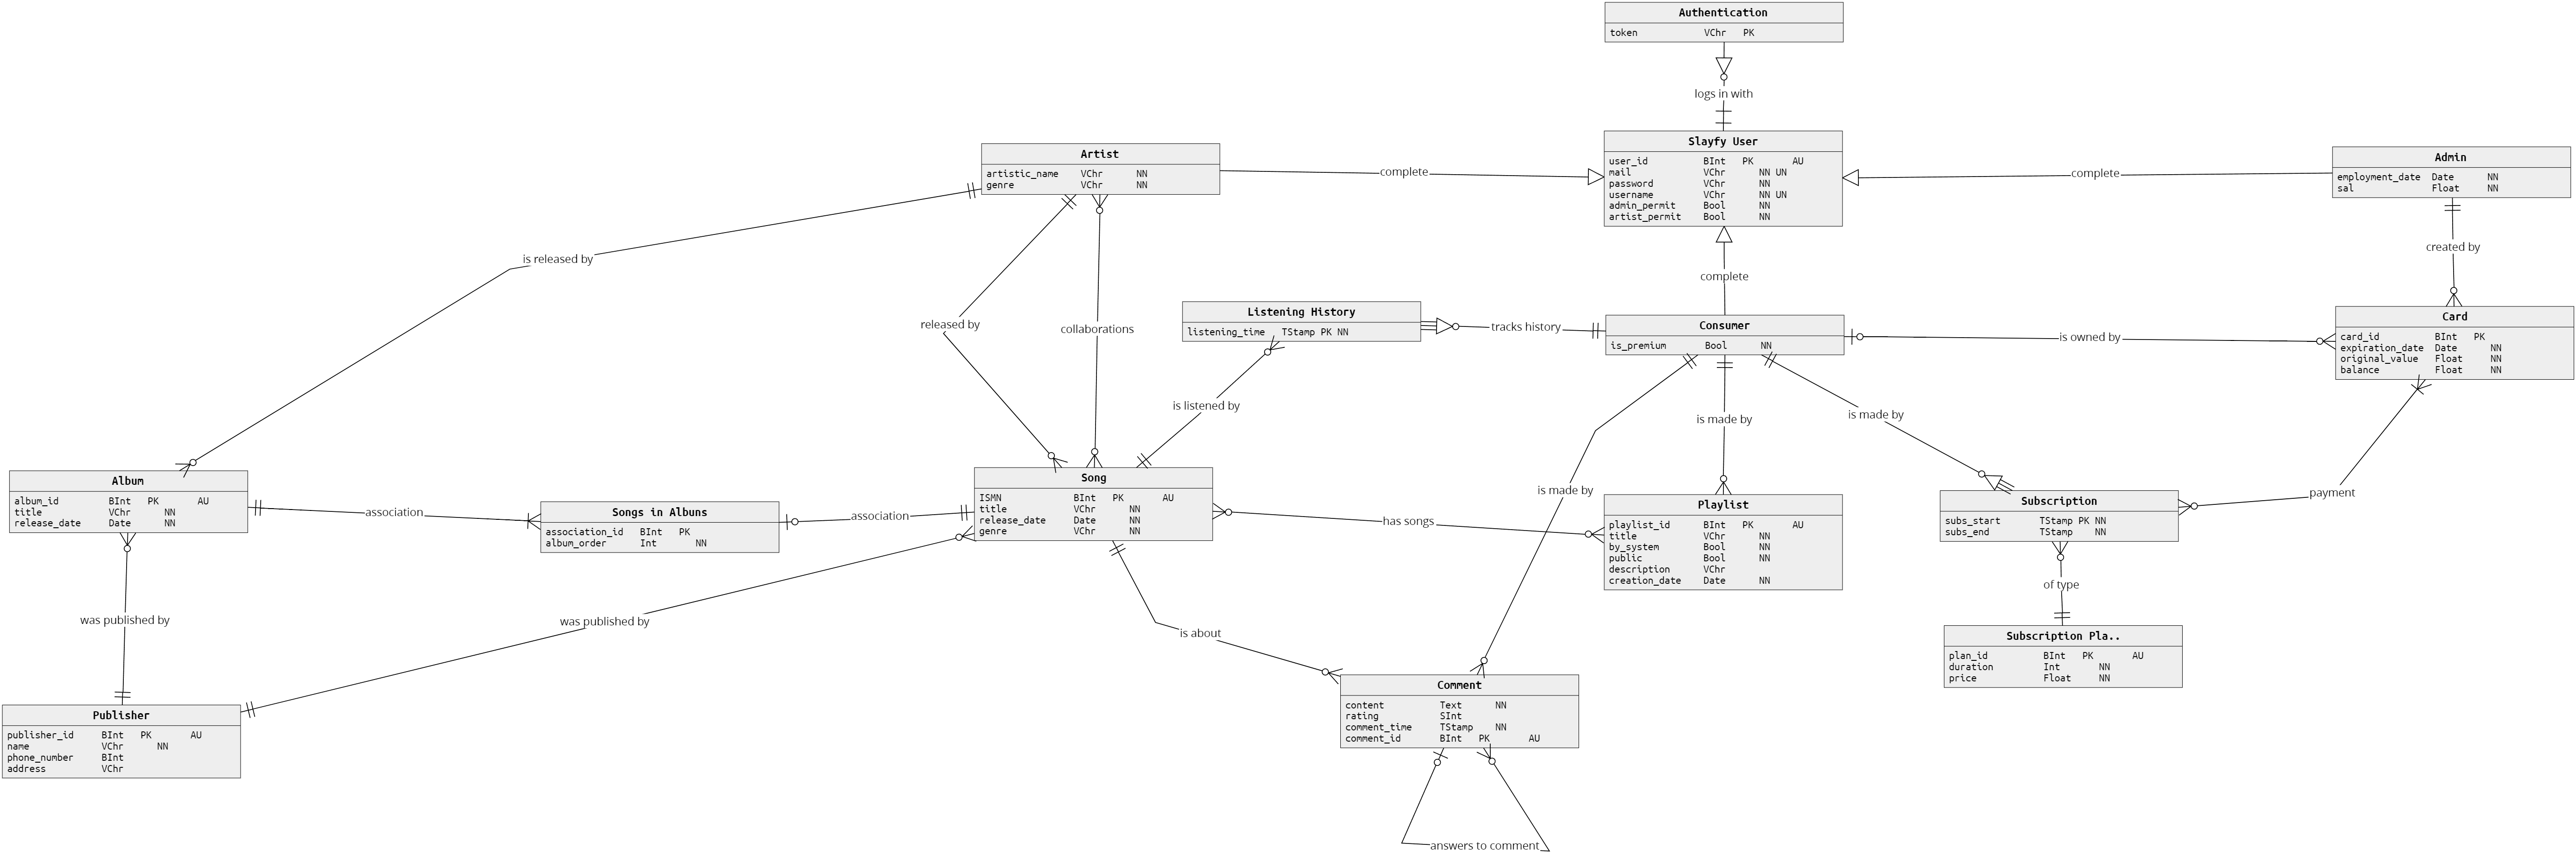 Authentication
token VChr PK
logs in with
Slayfy User
user_id BInt PK AU
mail VChr NN UN
password VChr NN
username VChr NN UN
admin_permit Bool NN
artist_permit Bool NN
Artist
artistic_name VChr NN
genre VChr NN
complete
complete
Admin
employment_date Date NN
sal Float NN
is released by
created by
complete
released by
collaborations
Listening History
listening_time TStamp PK NN
tracks history
Consumer
is_premium Bool NN
is owned by
Card
card_id BInt PK
expiration_date Date NN
original_value Float NN
balance Float NN
is listened by
is made by
is made by
is made by
payment
Album
album_id BInt PK AU
title VChr NN
release_date Date NN
association
Songs in Albuns
association_id BInt PK
album_order Int NN
association
Song
ISMN BInt PK AU
title VChr NN
release_date Date NN
genre VChr NN
has songs
Playlist
playlist_id BInt PK AU
title VChr NN
by_system Bool NN
public Bool NN
description VChr
creation_date Date NN
Subscription
subs_start TStamp PK NN
subs_end TStamp NN
of type
Subscription Pla..
plan_id BInt PK AU
duration Int NN
price Float NN
was published by
was published by
is about
Publisher
publisher_id BInt PK AU
name VChr NN
phone_number BInt
address VChr
Comment
content Text NN
rating SInt
comment_time TStamp NN
comment_id BInt PK AU
answers to comment